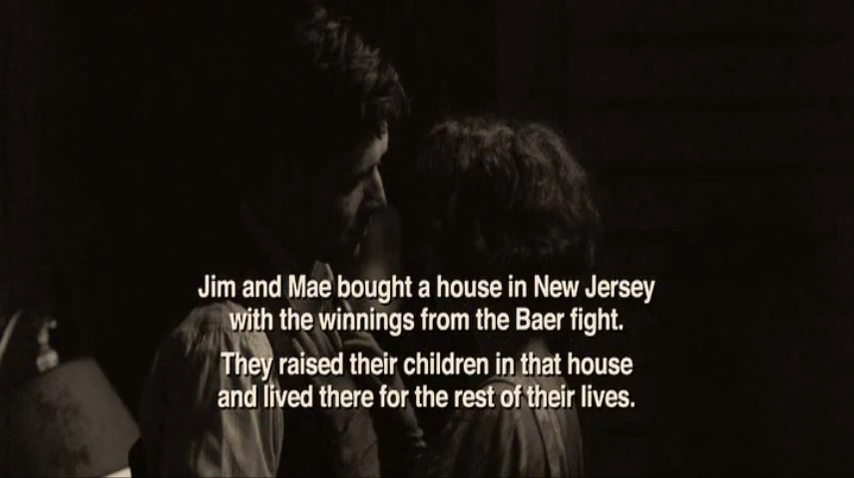 Jim and Mae bought a house in New Jersey
with the winnings from the Baer fight.
They raised their children in that house
and lived there for the rest of their lives.